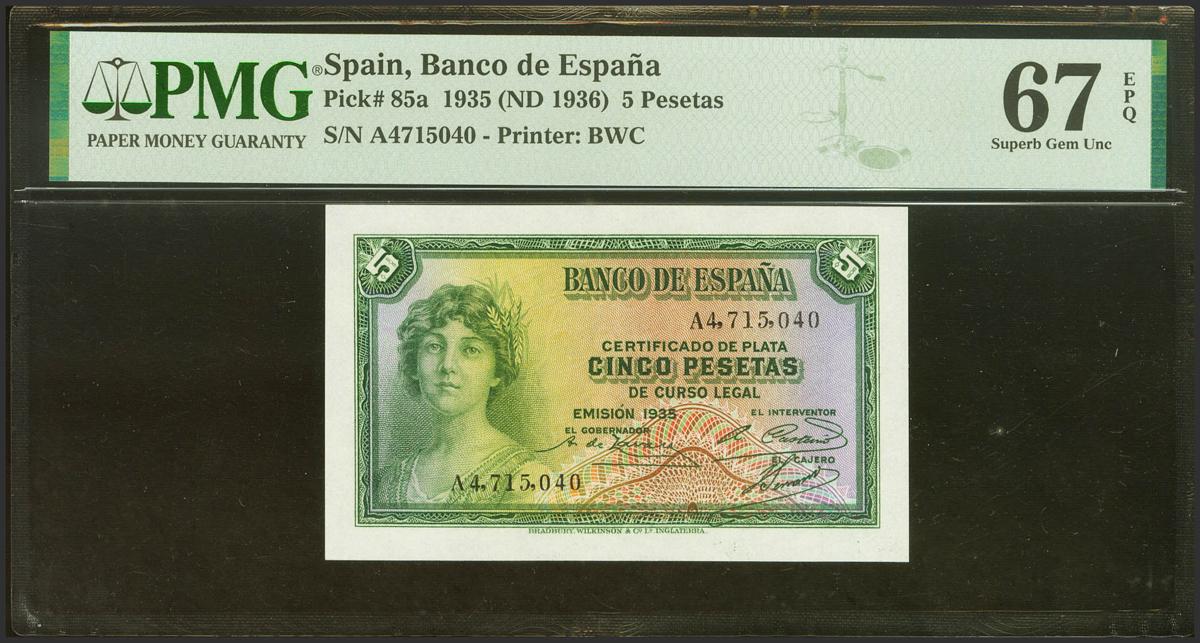 PMG®
PAPER MONEY GUARANTY
Spain, Banco de España
Pick# 85a 1935 (ND 1936) 5 Pesetas
S/N A4715040 - Printer: BWC
67
EPQ
Superb Gem Unc
5
5
BANCO DE ESPAÑA
A4,715,040
CERTIFICADO DE PLATA
CINCO PESETAS
DE CURSO LEGAL
EMISIÓN 1935
EL INTERVENTOR
EL GOBERNADOR
EL CAJERO
A4,715,040
BRADBURY, WILKINSON & Cº Lᵈ INGLATERRA.